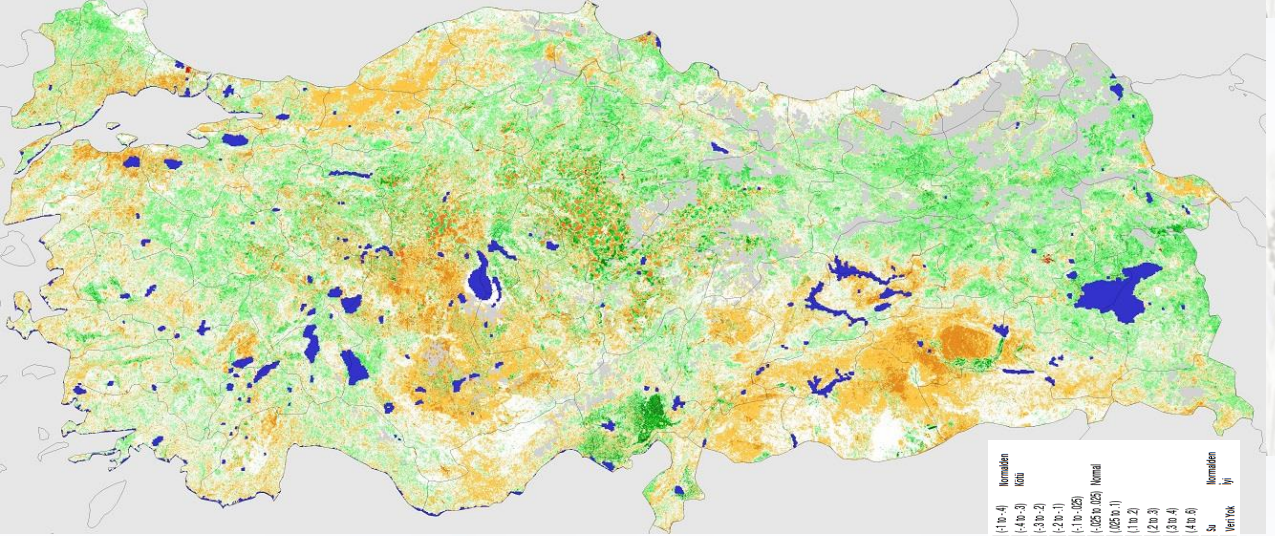 (-1 to -.4) Normalden
(-.4 to -.3) Kötü
(-.3 to -.2)
(-.2 to -.1)
(-.1 to -.025)
(-.025 to .025) Normal
(.025 to .1)
(.1 to .2)
(.2 to .3)
(.3 to .4)
(.4 to .6)
Su Normalden
Veri Yok İyi